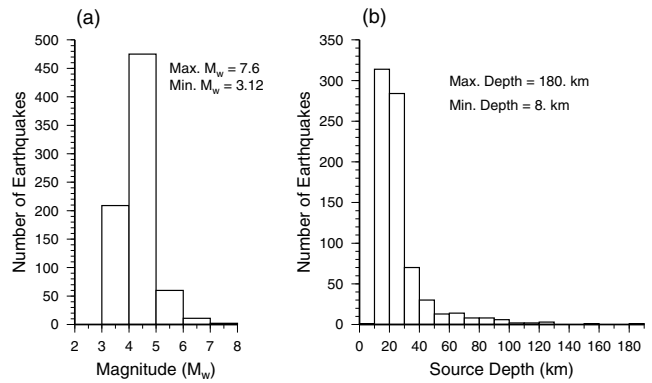 (a)
500
450
400
350
300
250
200
150
100
50
0
Number of Earthquakes
Max. Mw = 7.6
Min. Mw = 3.12
2 3 4 5 6 7 8
Magnitude (Mw)
(b)
350
300
250
200
150
100
50
0
Number of Earthquakes
Max. Depth = 180. km
Min. Depth = 8. km
0 20 40 60 80 100 120 140 160 180
Source Depth (km)